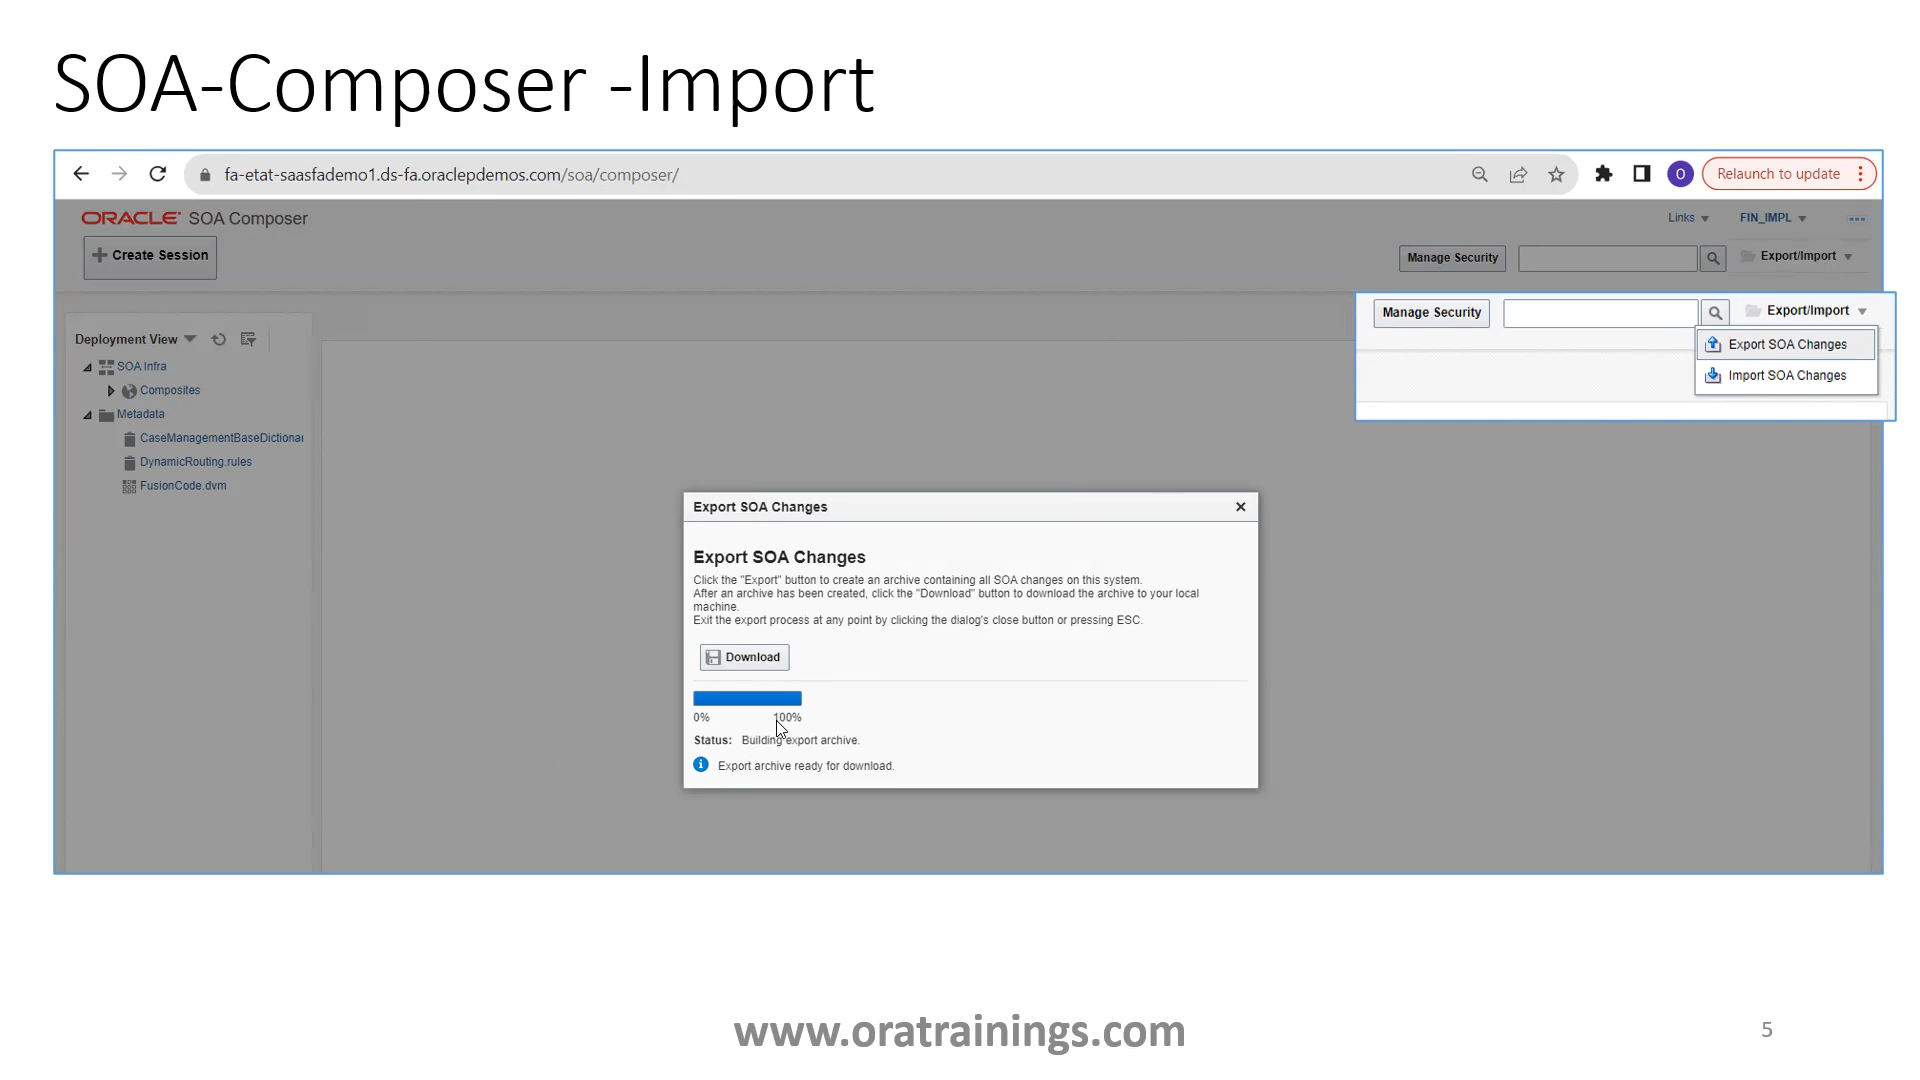 SOA-Composer -Import
fa-etat-saasfademo1.ds-fa.oraclepdemos.com/soa/composer/
O
Relaunch to update
ORACLE SOA Composer
Links
FIN_IMPL
Create Session
Manage Security
Export/Import
Manage Security
Export/Import
Export SOA Changes
Import SOA Changes
Deployment View
SOA Infra
Composites
Metadata
CaseManagementBaseDictionar
DynamicRouting.rules
FusionCode.dvm
Export SOA Changes
Export SOA Changes
Click the "Export" button to create an archive containing all SOA changes on this system.
After an archive has been created, click the "Download" button to download the archive to your local
machine.
Exit the export process at any point by clicking the dialog's close button or pressing ESC.
Download
0% 100%
Status: Building export archive.
Export archive ready for download.
www.oratrainings.com
5